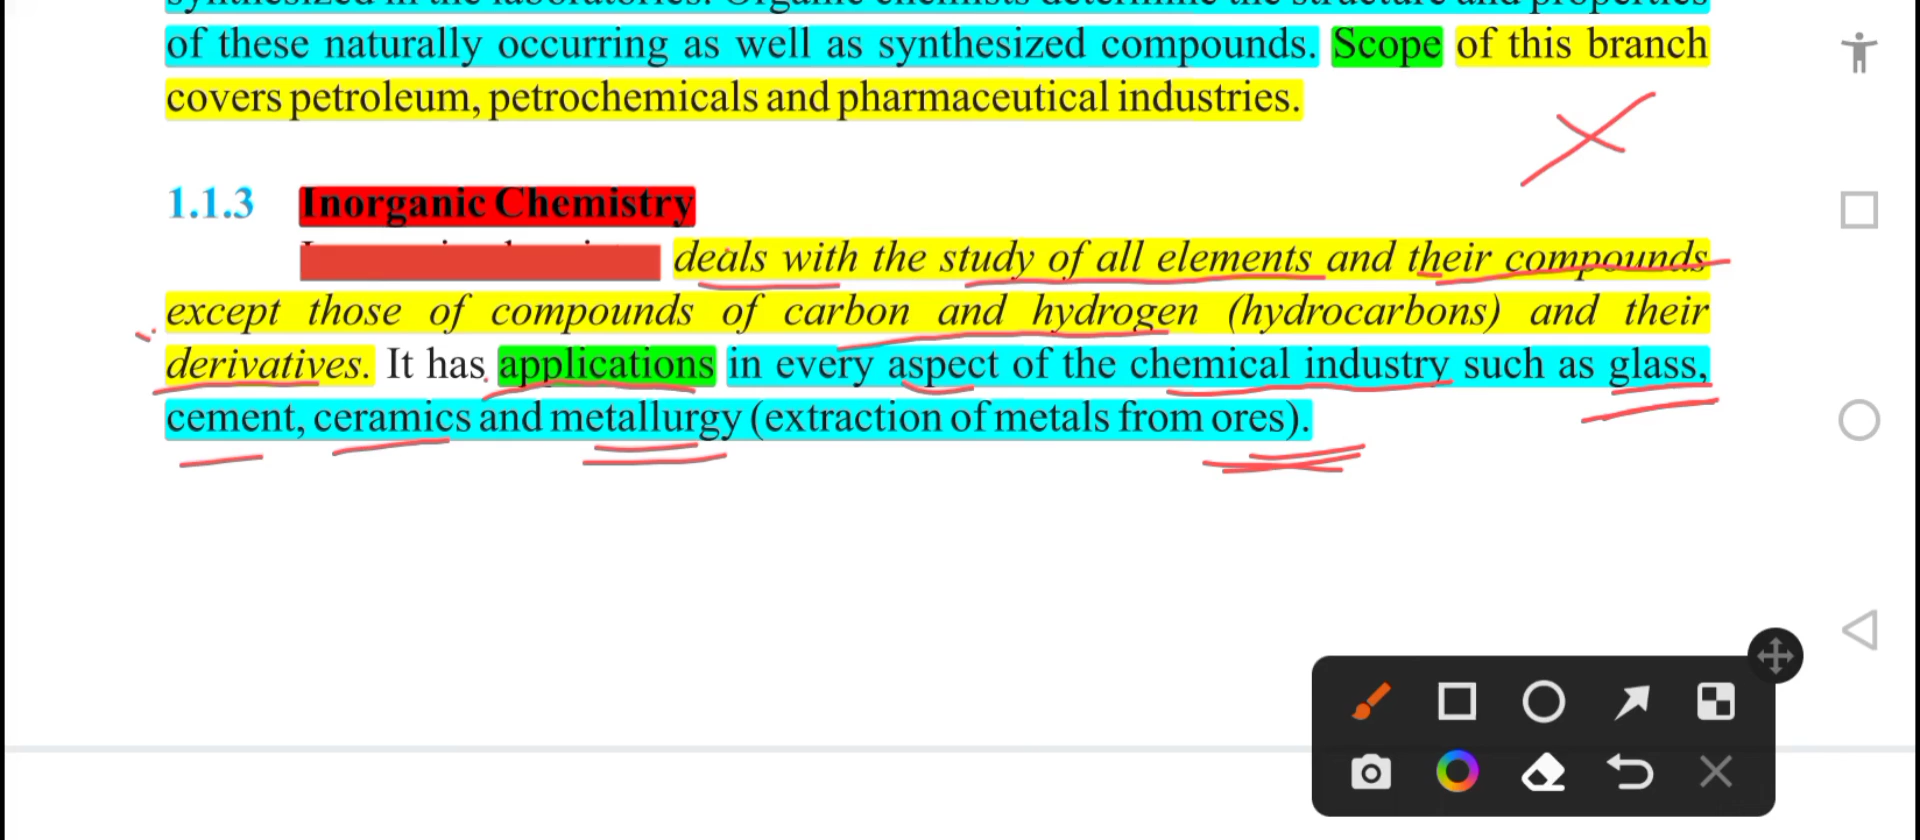 of these naturally occurring as well as synthesized compounds. Scope of this branch
covers petroleum, petrochemicals and pharmaceutical industries.
1.1.3 Inorganic Chemistry
deals with the study of all elements and their compounds
except those of compounds of carbon and hydrogen (hydrocarbons) and their
derivatives. It has applications in every aspect of the chemical industry such as glass,
cement, ceramics and metallurgy (extraction of metals from ores).